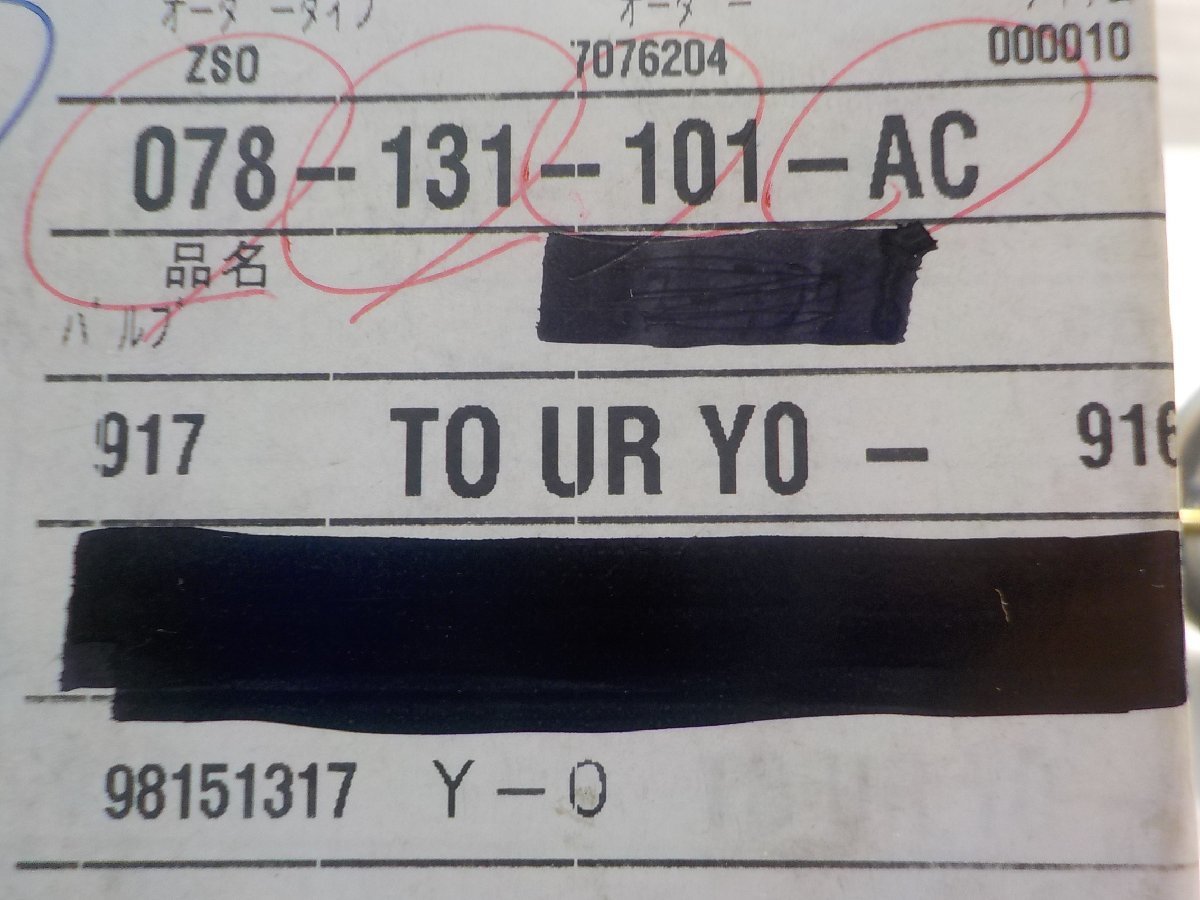 オーダ ータイプ オーダ ー
ZSO 7076204 000010
078-131-101-AC
品名
バルブ
917 TO UR YO - 916
98151317 Y-0